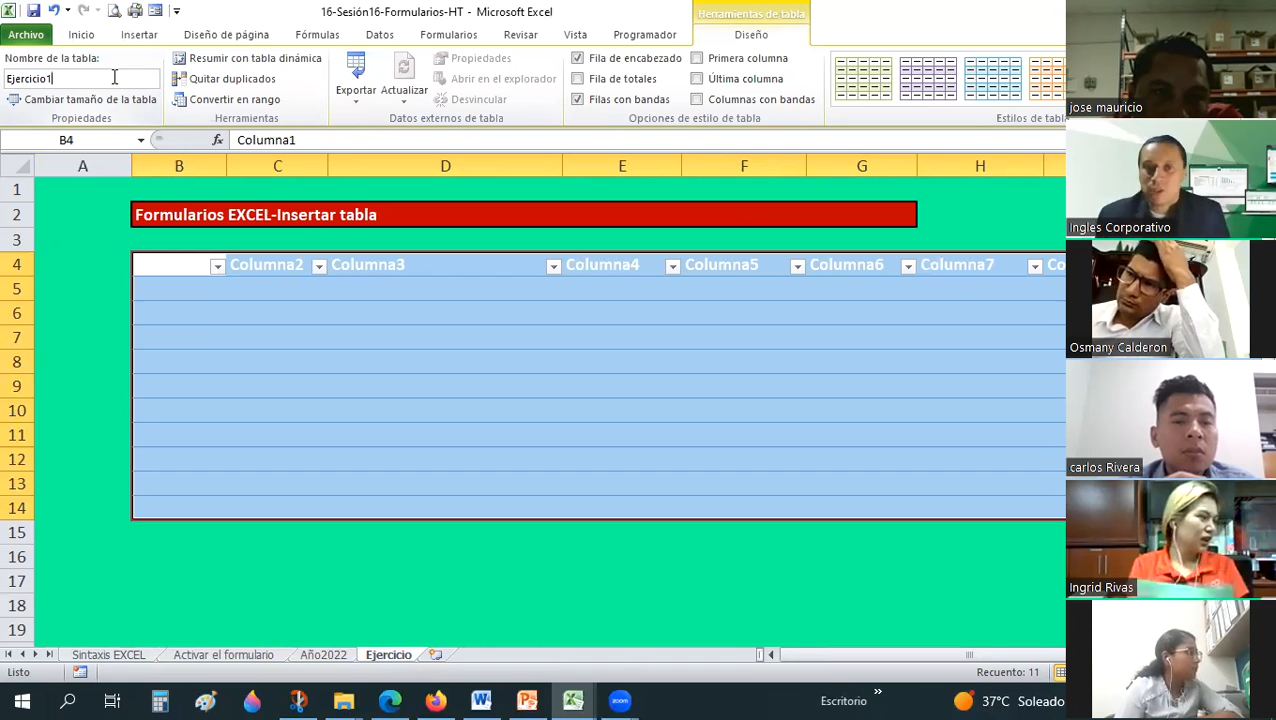 16-Sesión16-Formularios-HT - Microsoft Excel
Herramientas de tabla
Archivo Inicio Insertar Diseño de página Fórmulas Datos Formularios Revisar Vista Programador Diseño
Nombre de la tabla:
Ejercicio1
Cambiar tamaño de la tabla
Propiedades
Resumir con tabla dinámica
Quitar duplicados
Convertir en rango
Herramientas
Exportar Actualizar
Propiedades
Abrir en el explorador
Desvincular
Datos externos de tabla
Fila de encabezado Primera columna
Fila de totales Última columna
Filas con bandas Columnas con bandas
Opciones de estilo de tabla
Estilos de tabla
B4 fx Columna1
A B C D E F G H
1
2 Formularios EXCEL-Insertar tabla
3
4 Columna2 Columna3 Columna4 Columna5 Columna6 Columna7 Co
5
6
7
8
9
10
11
12
13
14
15
16
17
18
19
Sintaxis EXCEL Activar el formulario Año2022 Ejercicio
Listo Recuento: 11
zoom Escritorio » 37°C Soleado
jose mauricio
Ingles Corporativo
Osmany Calderon
carlos Rivera
Ingrid Rivas